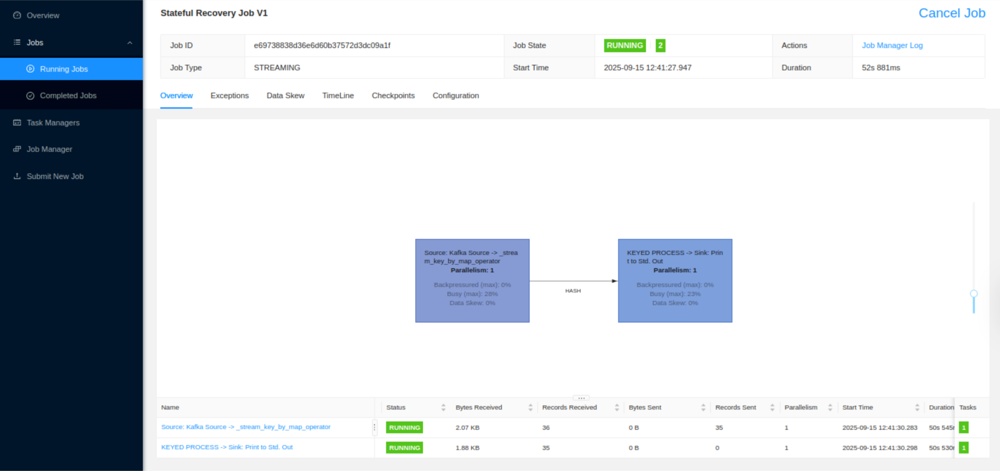 Overview
Jobs
Running Jobs
Completed Jobs
Task Managers
Job Manager
Submit New Job
Stateful Recovery Job V1
Cancel Job
Job ID e69738838d36e6d60b37572d3dc09a1f Job State RUNNING 2 Actions Job Manager Log
Job Type STREAMING Start Time 2025-09-15 12:41:27.947 Duration 52s 881ms
Overview Exceptions Data Skew TimeLine Checkpoints Configuration
Source: Kafka Source -> _strea
m_key_by_map_operator
Parallelism: 1
Backpressured (max): 0%
Busy (max): 28%
Data Skew: 0%
HASH
KEYED PROCESS -> Sink: Prin
t to Std. Out
Parallelism: 1
Backpressured (max): 0%
Busy (max): 23%
Data Skew: 0%
Name Status Bytes Received Records Received Bytes Sent Records Sent Parallelism Start Time Duration Tasks
Source: Kafka Source -> _stream_key_by_map_operator RUNNING 2.07 KB 36 0 B 35 1 2025-09-15 12:41:30.283 50s 545 1
KEYED PROCESS -> Sink: Print to Std. Out RUNNING 1.88 KB 35 0 B 0 1 2025-09-15 12:41:30.298 50s 530 1